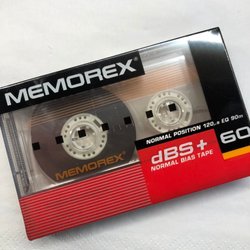 MEMOREX®
NORMAL POSITION 120µs EQ 90m
MEMOREX
dBS+
NORMAL BIAS TAPE
60